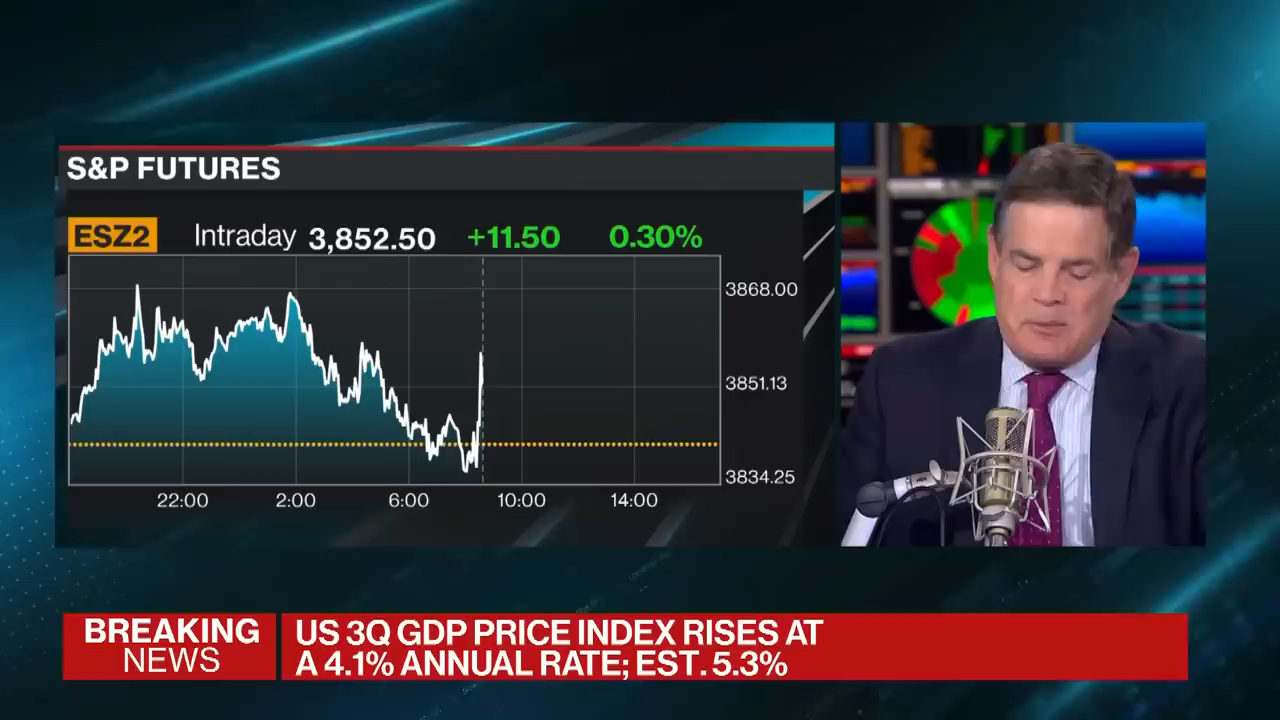 S&P FUTURES
ESZ2 Intraday 3,852.50 +11.50 0.30%
3868.00
3851.13
3834.25
22:00 2:00 6:00 10:00 14:00
BREAKING
NEWS
US 3Q GDP PRICE INDEX RISES AT
A 4.1% ANNUAL RATE; EST. 5.3%